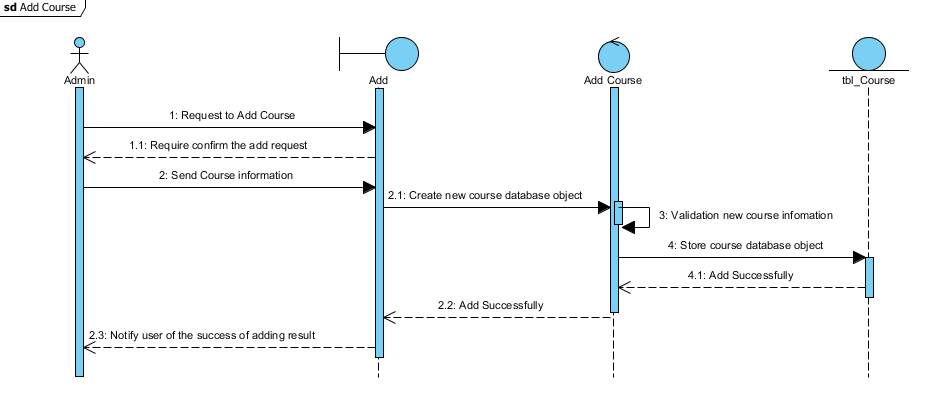 sd Add Course
Admin
Add
Add Course
tbl_Course
1: Request to Add Course
1.1: Require confirm the add request
2: Send Course information
2.1: Create new course database object
3: Validation new course infomation
4: Store course database object
4.1: Add Successfully
2.2: Add Successfully
2.3: Notify user of the success of adding result